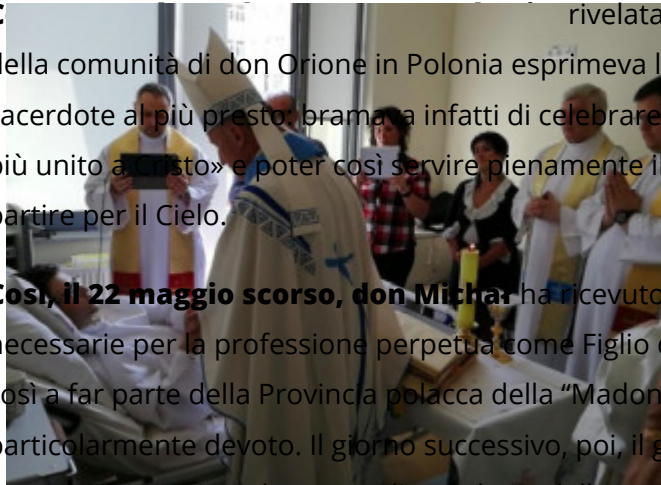 rivelata
della comunità di don Orione in Polonia esprimeva l
sacerdote al più presto: bramava infatti di celebrare
più unito a Cristo» e poter così servire pienamente i
partire per il Cielo.
Così, il 22 maggio scorso, don Michał ha ricevuto
necessarie per la professione perpetua come Figlio
così a far parte della Provincia polacca della “Madon
particolarmente devoto. Il giorno successivo, poi, il g